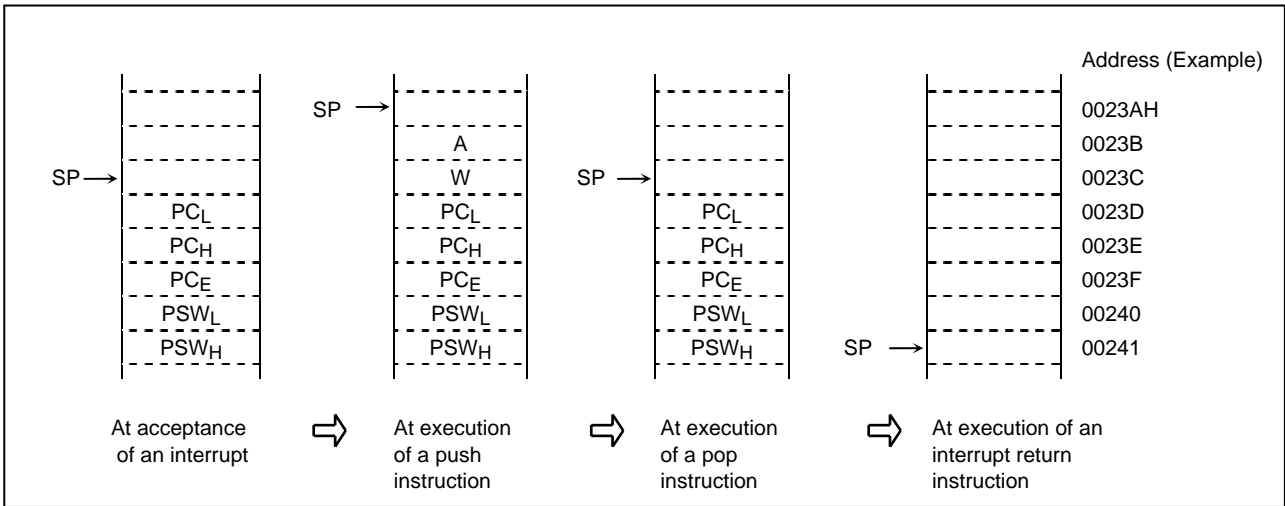 Address (Example)
SP
PCL
PCH
PCE
PSWL
PSWH
At acceptance
of an interrupt
SP
A
W
PCL
PCH
PCE
PSWL
PSWH
At execution
of a push
instruction
SP
PCL
PCH
PCE
PSWL
PSWH
At execution
of a pop
instruction
SP
At execution of an
interrupt return
instruction
0023AH
0023B
0023C
0023D
0023E
0023F
00240
00241